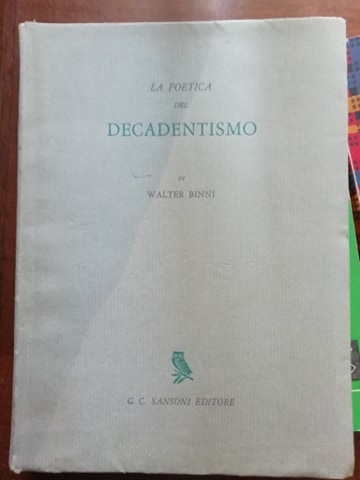 LA POETICA
DEL
DECADENTISMO
DI
WALTER BINNI
G. C. SANSONI EDITORE